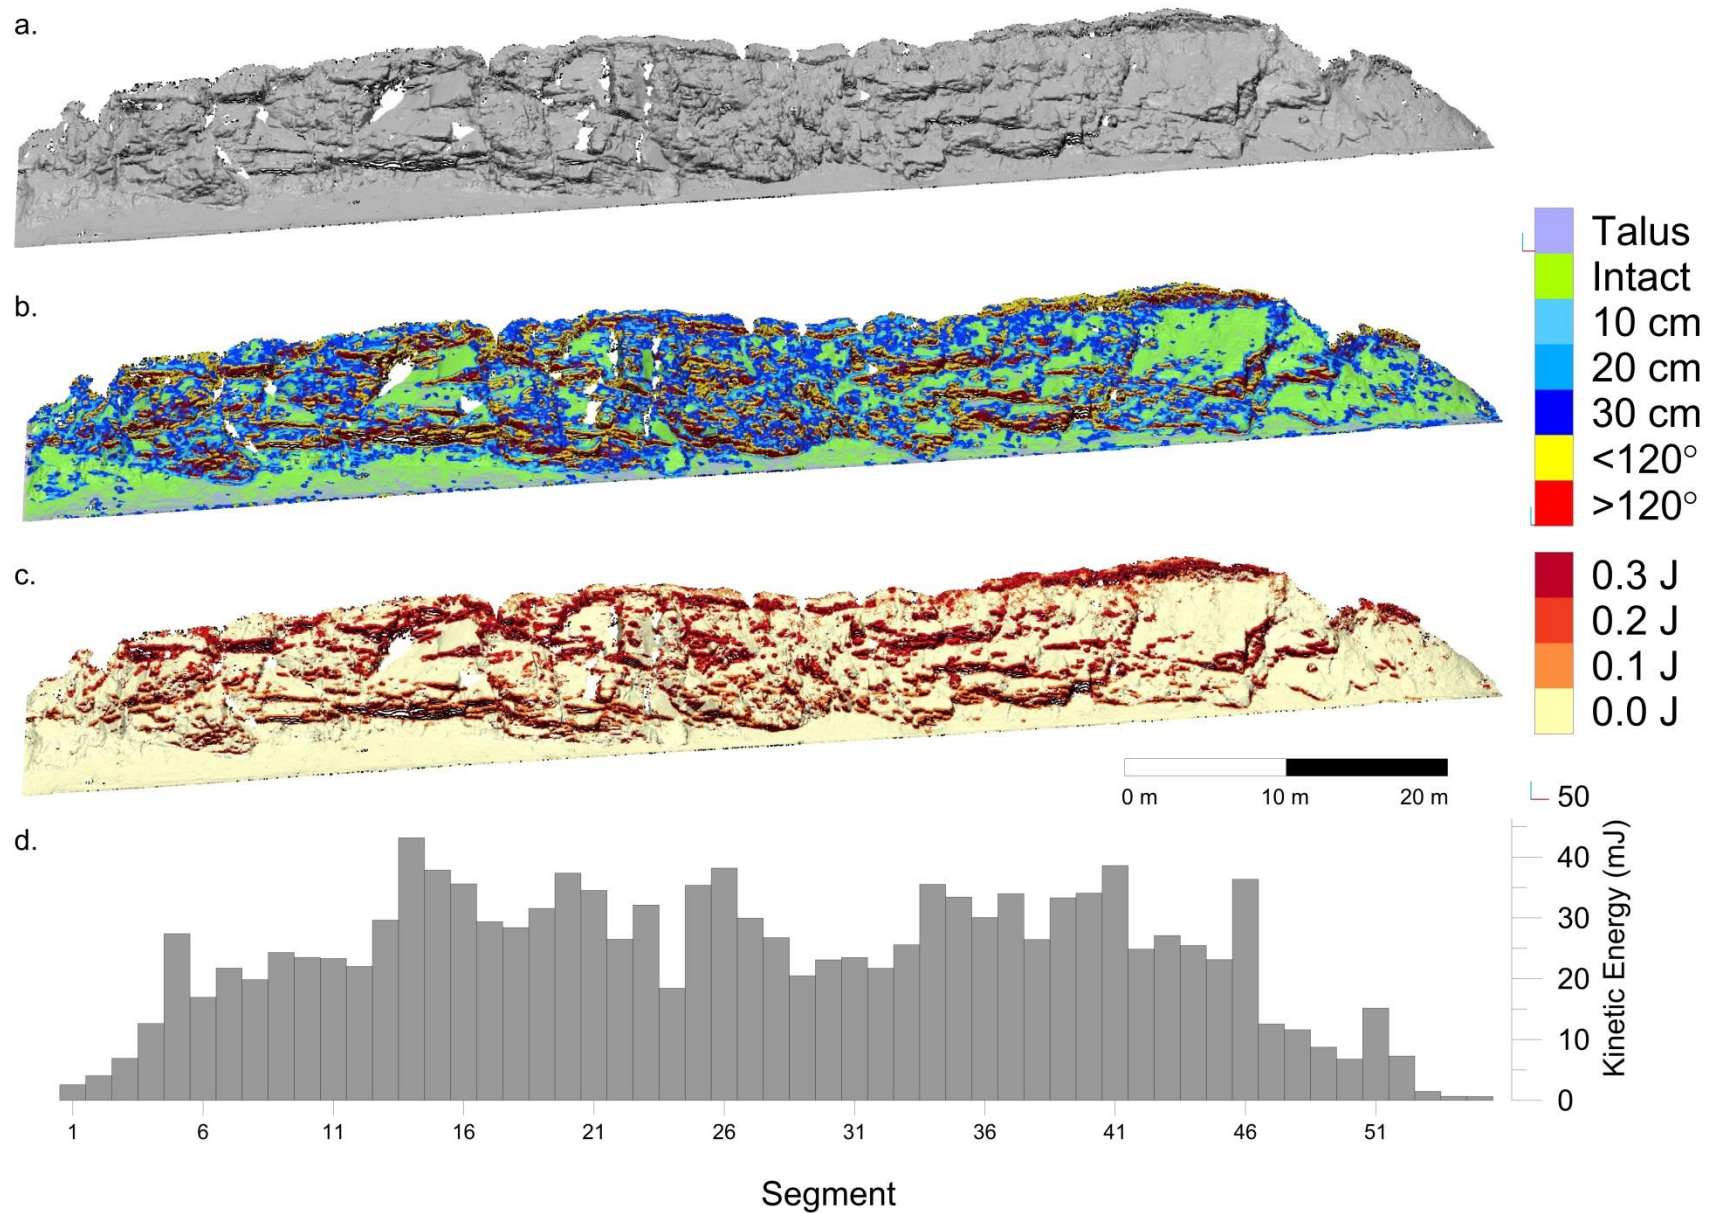 a.
b.
Talus
Intact
10 cm
20 cm
30 cm
<120°
>120°
c.
0.3 J
0.2 J
0.1 J
0.0 J
0 m 10 m 20 m
d.
50
40
30
20
10
0
Kinetic Energy (mJ)
1 6 11 16 21 26 31 36 41 46 51
Segment